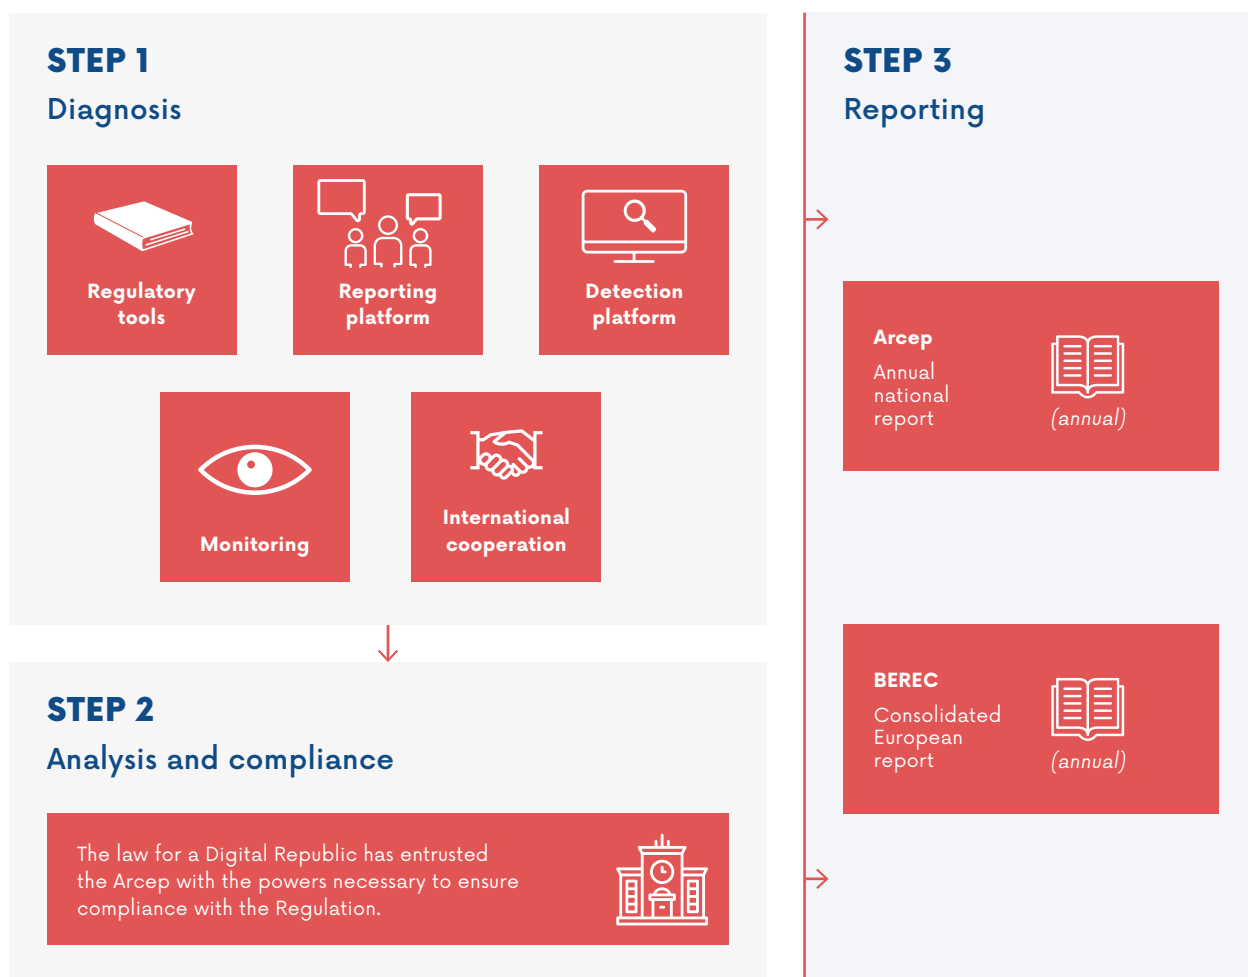 STEP 1
Diagnosis
Regulatory
tools
Reporting
platform
Detection
platform
Monitoring
International
cooperation
STEP 2
Analysis and compliance
The law for a Digital Republic has entrusted
the Arcep with the powers necessary to ensure
compliance with the Regulation.
STEP 3
Reporting
Arcep
Annual
national
report
(annual)
BEREC
Consolidated
European
report
(annual)